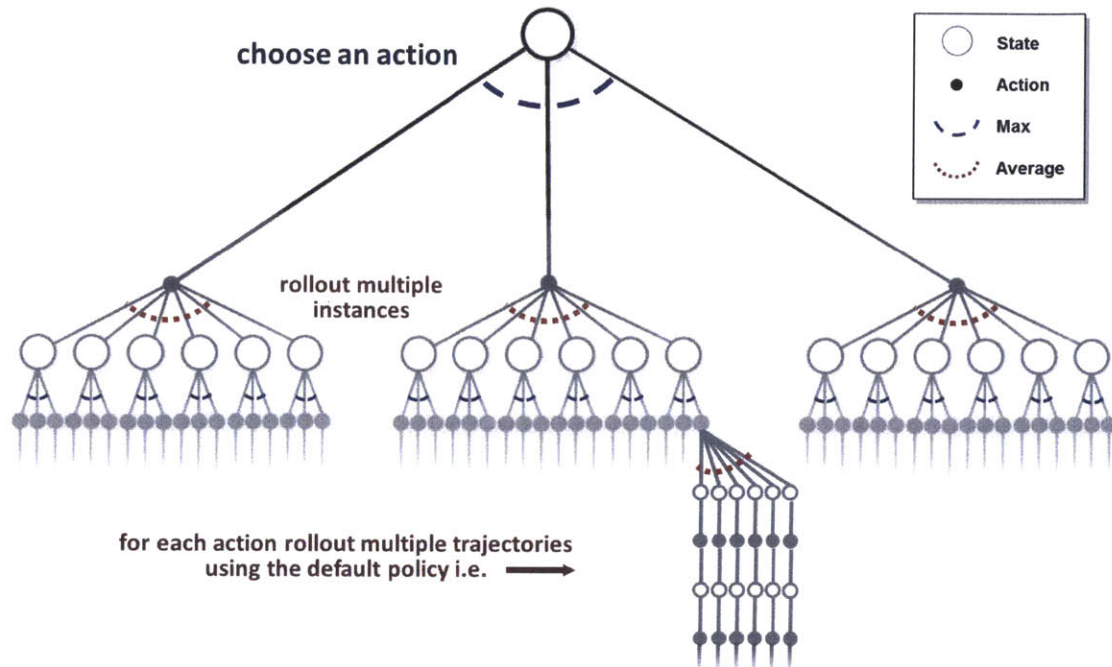 choose an action
State
Action
Max
Average
rollout multiple
instances
for each action rollout multiple trajectories
using the default policy i.e.